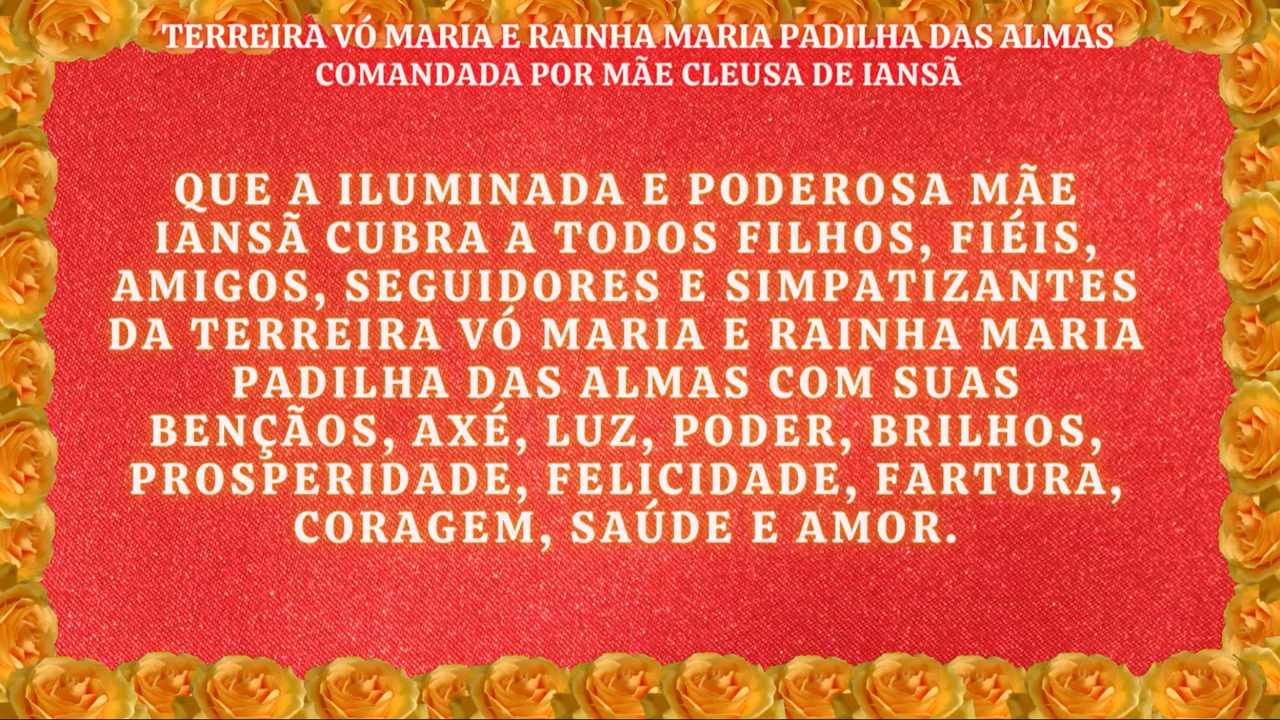 TERREIRA VÓ MARIA E RAINHA MARIA PADILHA DAS ALMAS
COMANDADA POR MÃE CLEUSA DE IANSÃ
QUE A ILUMINADA E PODEROSA MÃE
IANSÃ CUBRA A TODOS FILHOS, FIÉIS,
AMIGOS, SEGUIDORES E SIMPATIZANTES
DA TERREIRA VÓ MARIA E RAINHA MARIA
PADILHA DAS ALMAS COM SUAS
BENÇÃOS, AXÉ, LUZ, PODER, BRILHOS,
PROSPERIDADE, FELICIDADE, FARTURA,
CORAGEM, SAÚDE E AMOR.